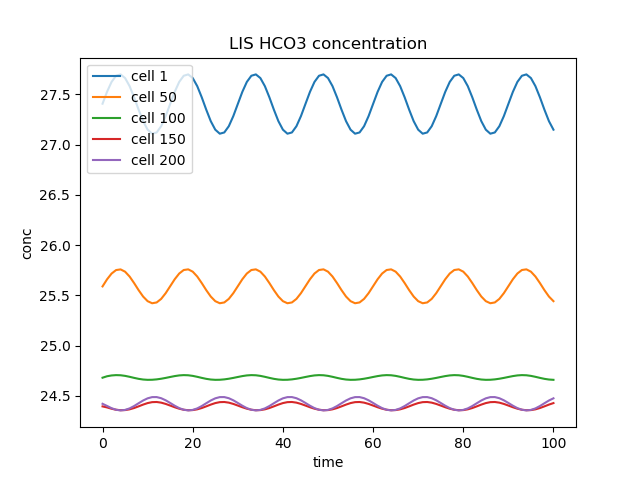 LIS HCO3 concentration
cell 1
cell 50
cell 100
cell 150
cell 200
27.5
27.0
26.5
26.0
25.5
25.0
24.5
conc
0 20 40 60 80 100
time